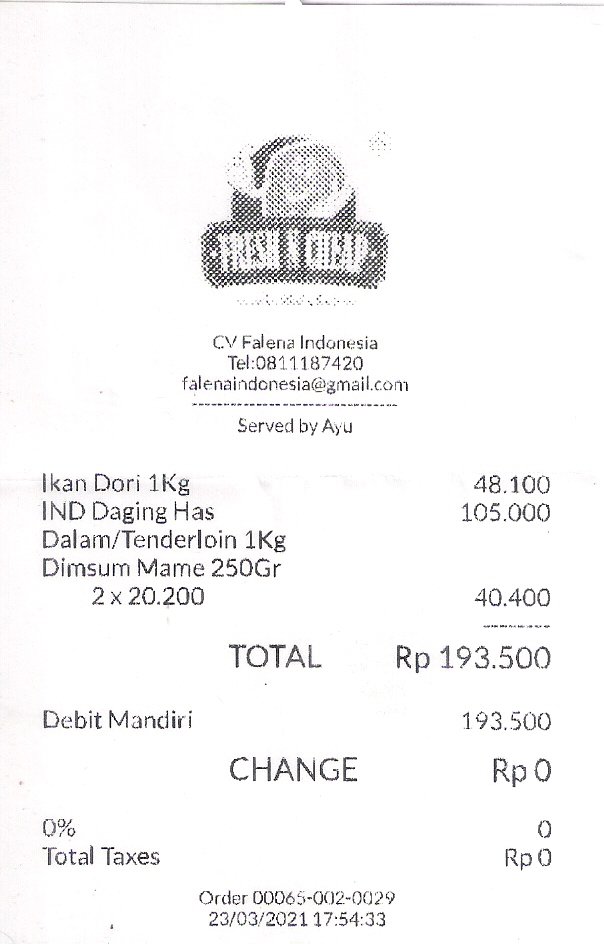 FRESH & CHEAP
CV Falena Indonesia
Tel:0811187420
falenaindonesia@gmail.com
Served by Ayu
Ikan Dori 1Kg 48.100
IND Daging Has 105.000
Dalam/Tenderloin 1Kg
Dimsum Mame 250Gr
2 x 20.200 40.400
TOTAL Rp 193.500
Debit Mandiri 193.500
CHANGE Rp 0
0% 0
Total Taxes Rp 0
Order 00065-002-0029
23/03/2021 17:54:33